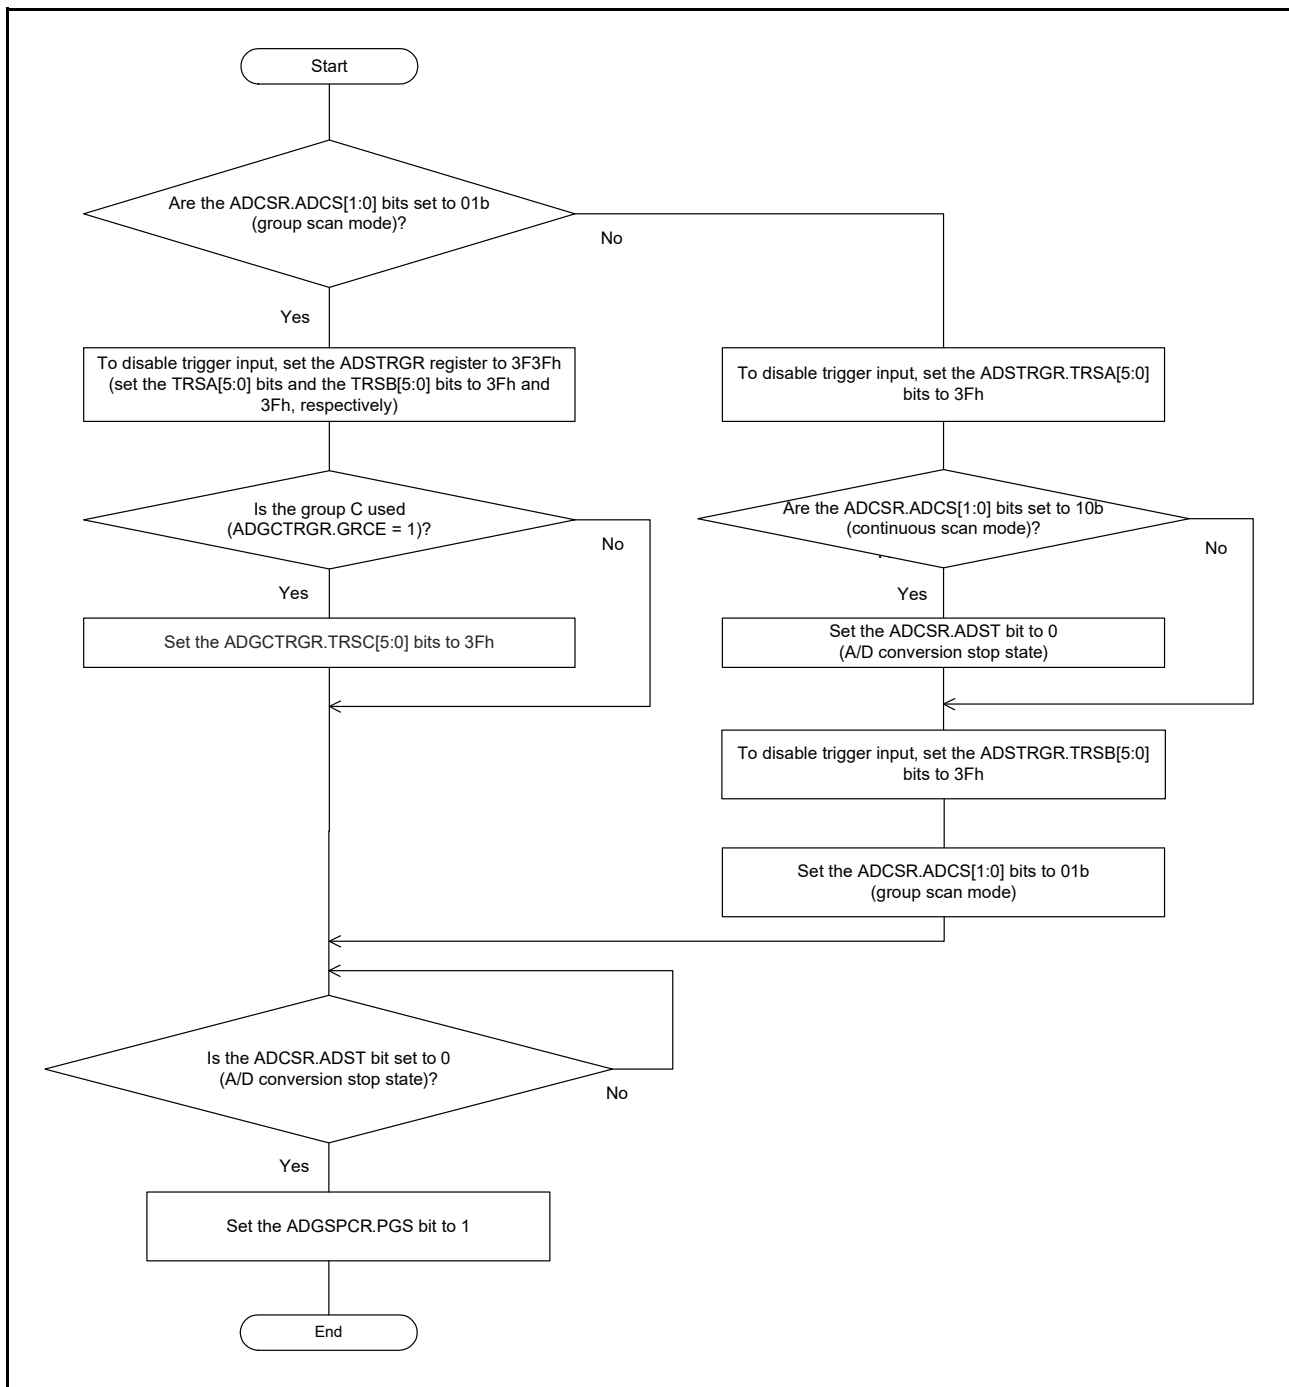 Start
Are the ADCSR.ADCS[1:0] bits set to 01b
(group scan mode)?
No
Yes
To disable trigger input, set the ADSTRGR register to 3F3Fh
(set the TRSA[5:0] bits and the TRSB[5:0] bits to 3Fh and
3Fh, respectively)
To disable trigger input, set the ADSTRGR.TRSA[5:0]
bits to 3Fh
Is the group C used
(ADGCTRGR.GRCE = 1)?
No
Yes
Are the ADCSR.ADCS[1:0] bits set to 10b
(continuous scan mode)?
No
Yes
Set the ADGCTRGR.TRSC[5:0] bits to 3Fh
Set the ADCSR.ADST bit to 0
(A/D conversion stop state)
To disable trigger input, set the ADSTRGR.TRSB[5:0]
bits to 3Fh
Set the ADCSR.ADCS[1:0] bits to 01b
(group scan mode)
Is the ADCSR.ADST bit set to 0
(A/D conversion stop state)?
No
Yes
Set the ADGSPCR.PGS bit to 1
End